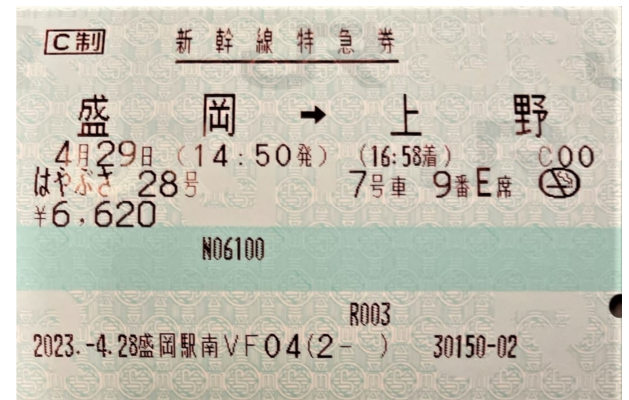 C制 新幹線特急券
盛 岡 → 上 野
4月29日 (14:50発) (16:58着) C00
はやぶさ 28号 7号車 9番E席
¥6,620
N06100
R003
2023.-4.28盛岡駅南VF04(2- ) 30150-02